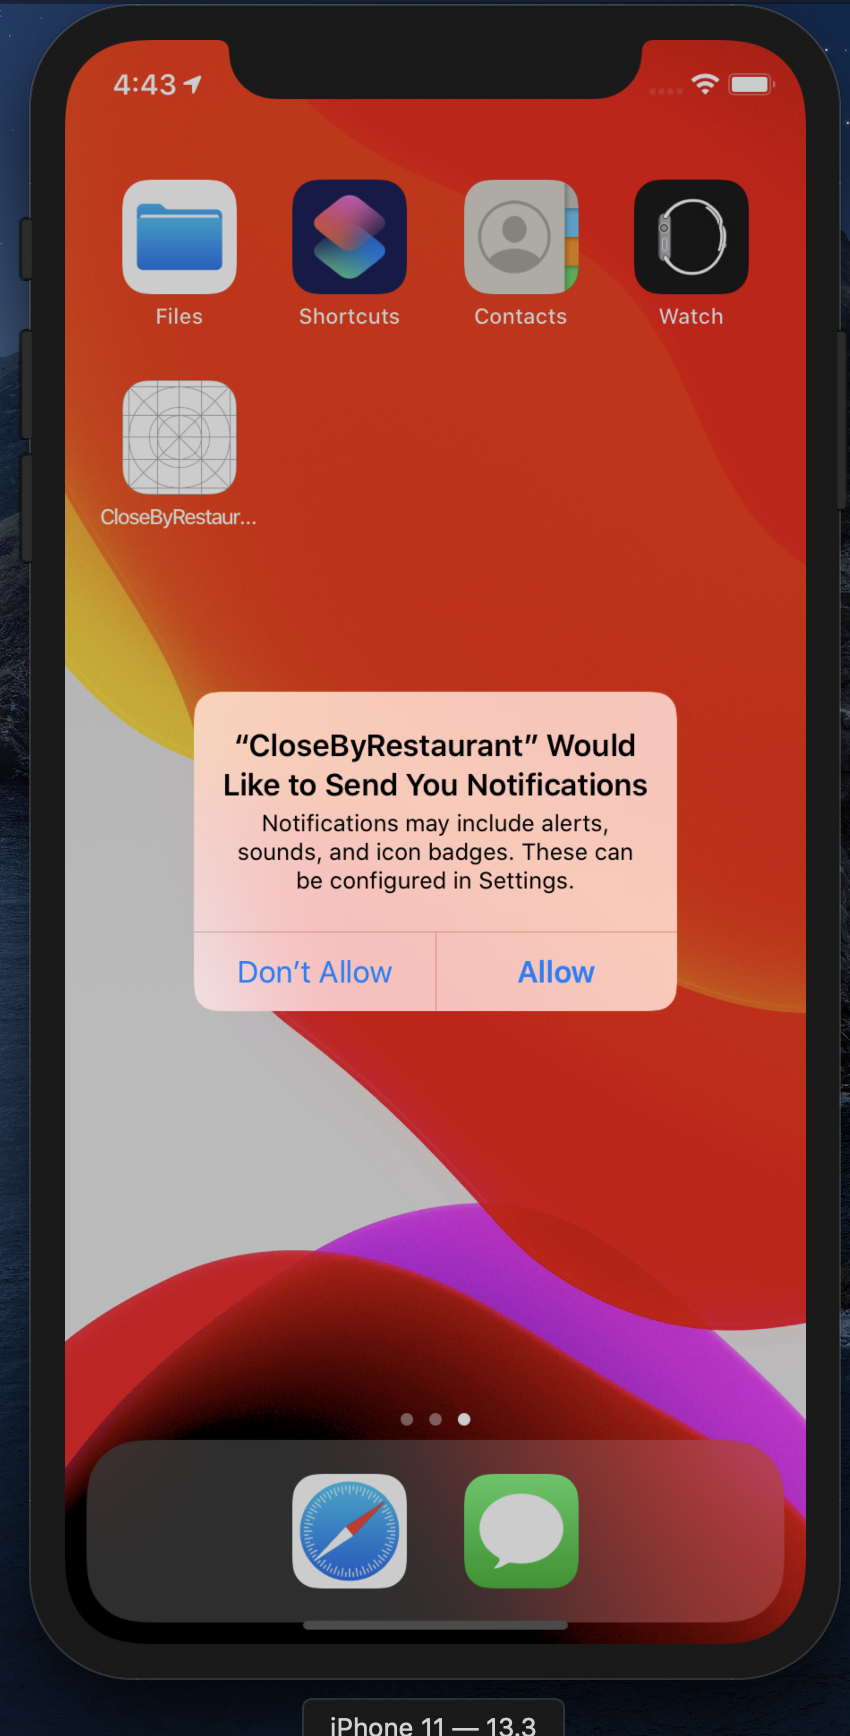 4:43
Files
Shortcuts
Contacts
Watch
CloseByRestaur...
“CloseByRestaurant” Would
Like to Send You Notifications
Notifications may include alerts,
sounds, and icon badges. These can
be configured in Settings.
Don’t Allow
Allow
iPhone 11 — 13.3